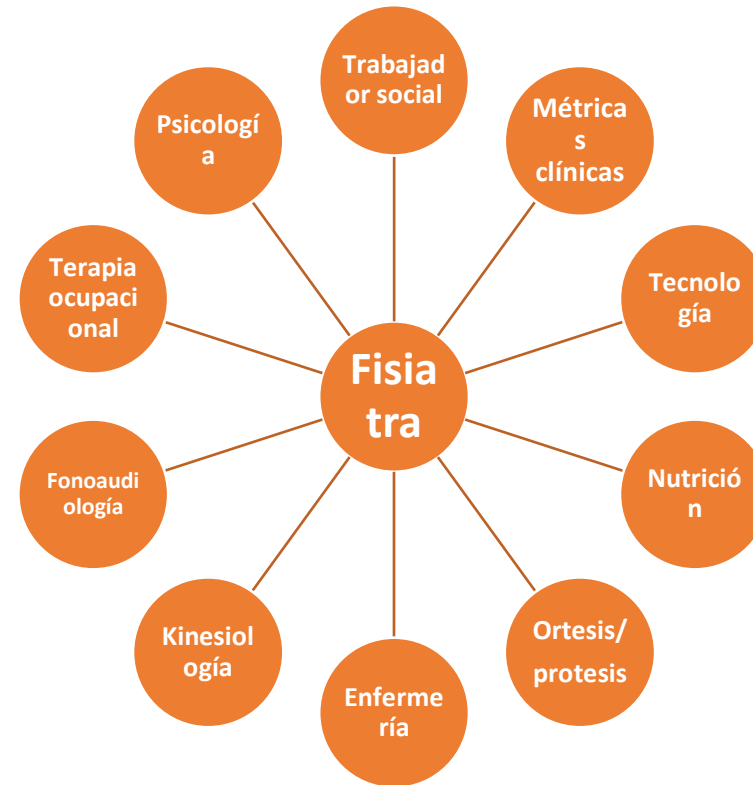 Trabajad
or social
Métrica
s
clínicas
Tecnolo
gía
Nutrició
n
Ortesis/
protesis
Enferme
ría
Kinesiol
ogía
Fonoaudi
ología
Terapia
ocupaci
onal
Psicologí
a
Fisia
tra